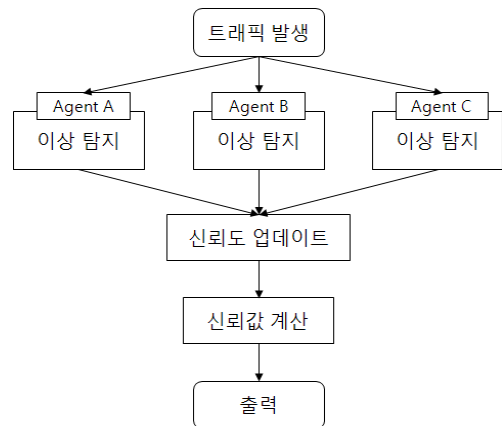 트래픽 발생
Agent A
Agent B
Agent C
이상 탐지
이상 탐지
이상 탐지
신뢰도 업데이트
신뢰값 계산
출력